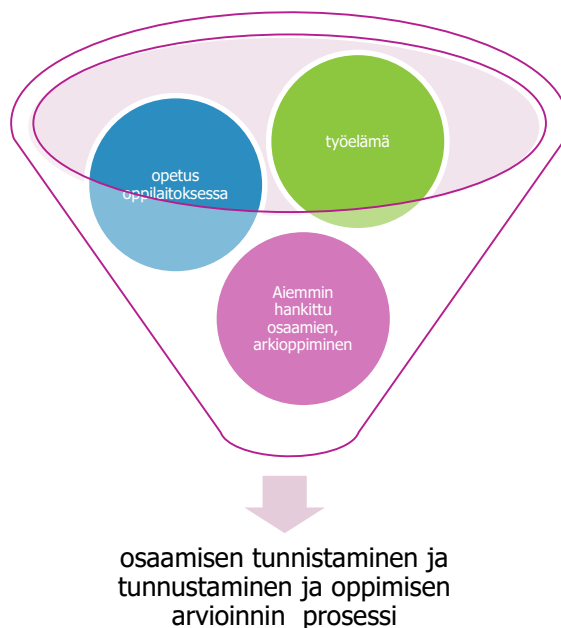 työelämä
opetus
oppilaitoksessa
Aiemmin
hankittu
osaamien,
arkioppiminen
osaamisen tunnistaminen ja
tunnustaminen ja oppimisen
arvioinnin prosessi